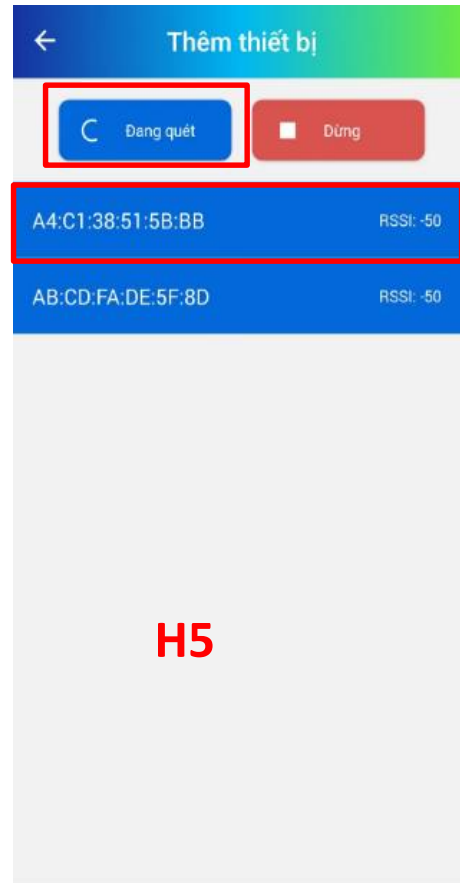 Thêm thiết bị
Đang quét Dừng
A4:C1:38:51:5B:BB RSSI: -50
AB:CD:FA:DE:5F:8D RSSI: -50
H5